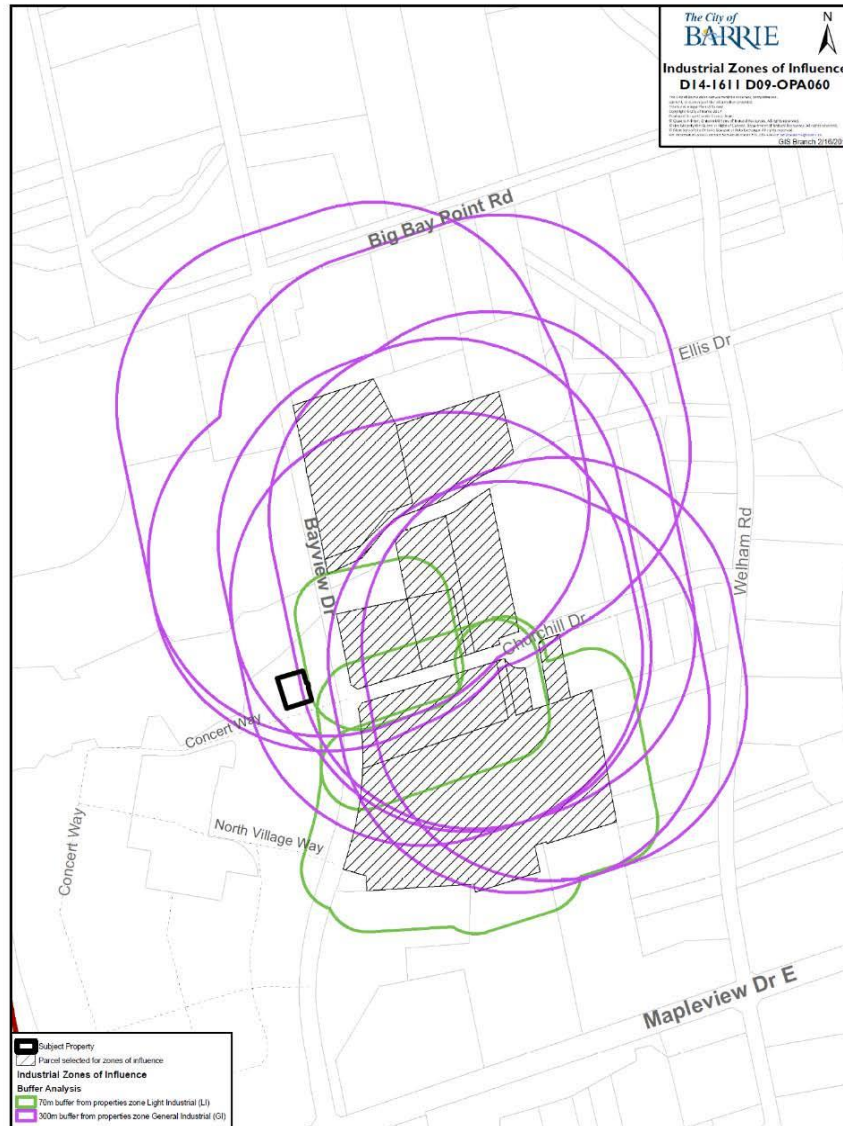 The City of
BARRIE
N
Industrial Zones of Influence
D14-1611 D09-OPA060
GIS Branch 2/16/20
Big Bay Point Rd
Ellis Dr
Bayview Dr
Welham Rd
Churchill Dr
Concert Way
North Village Way
Concert Way
Mapleview Dr E
Subject Property
Parcel selected for zones of influence
Industrial Zones of Influence
Buffer Analysis
70m buffer from properties zone Light Industrial (LI)
300m buffer from properties zone General Industrial (GI)